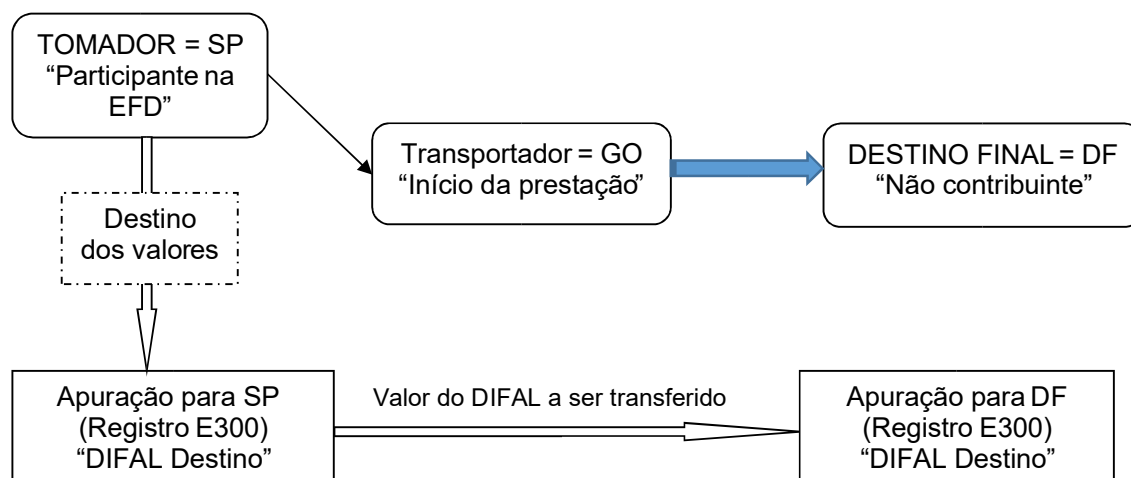 TOMADOR = SP
“Participante na
EFD”
Transportador = GO
“Início da prestação”
DESTINO FINAL = DF
“Não contribuinte”
Destino
dos valores
Apuração para SP
(Registro E300)
“DIFAL Destino”
Valor do DIFAL a ser transferido
Apuração para DF
(Registro E300)
“DIFAL Destino”